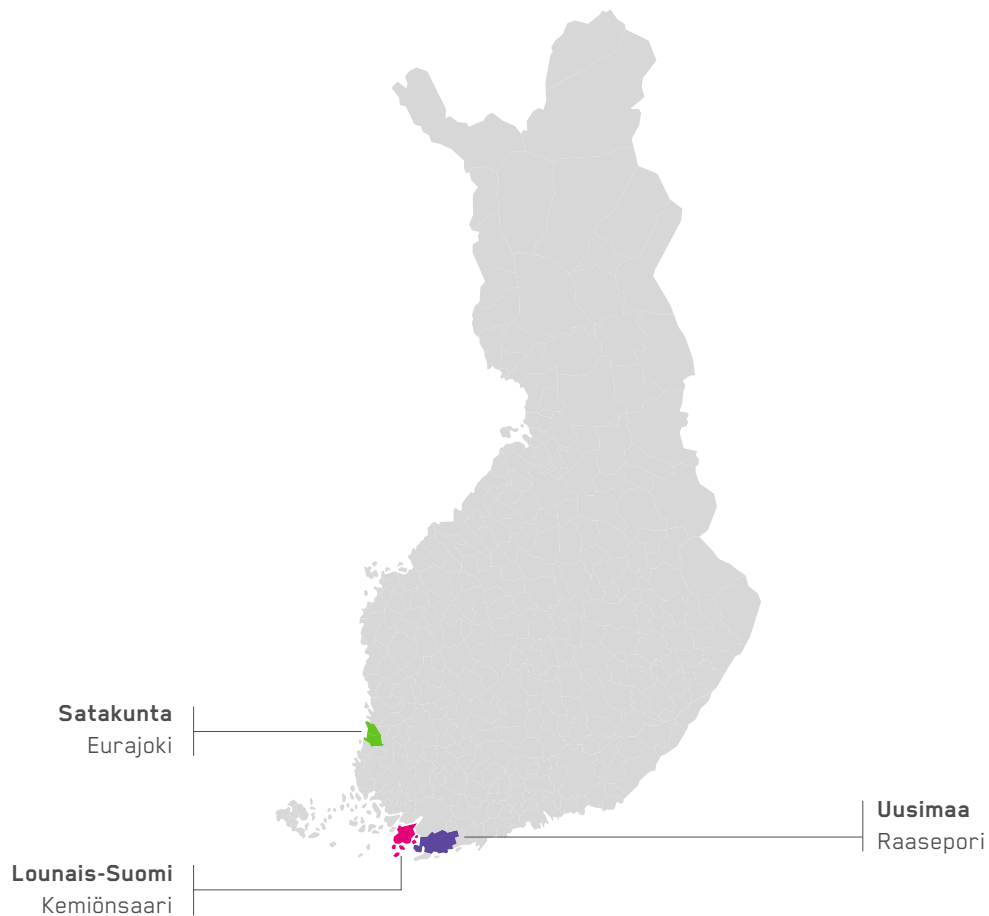 Satakunta
Eurajoki
Uusimaa
Raasepori
Lounais-Suomi
Kemiönsaari